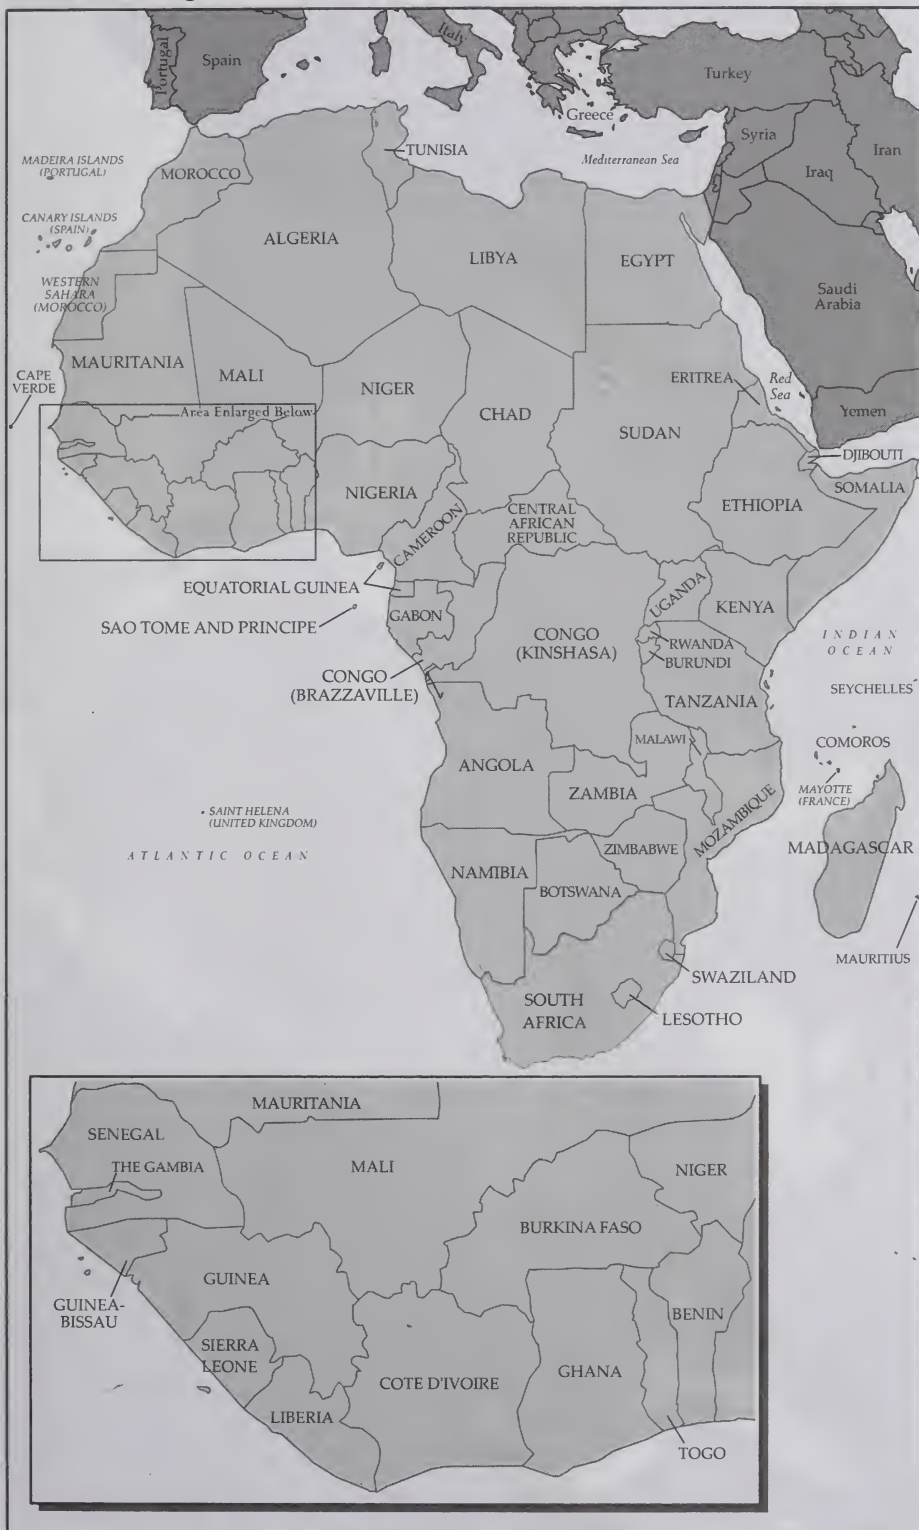 Portugal
Spain
Italy
Greece
Turkey
Syria
Iraq
Iran
Mediterranean Sea
MADEIRA ISLANDS
(PORTUGAL)
CANARY ISLANDS
(SPAIN)
MOROCCO
TUNISIA
ALGERIA
LIBYA
EGYPT
Saudi
Arabia
WESTERN
SAHARA
(MOROCCO)
MAURITANIA
MALI
NIGER
CHAD
SUDAN
ERITREA
Red
Sea
Yemen
CAPE
VERDE
Area Enlarged Below
DJIBOUTI
SOMALIA
ETHIOPIA
NIGERIA
CAMEROON
CENTRAL
AFRICAN
REPUBLIC
EQUATORIAL GUINEA
SAO TOME AND PRINCIPE
GABON
CONGO
(BRAZZAVILLE)
CONGO
(KINSHASA)
UGANDA
KENYA
RWANDA
BURUNDI
TANZANIA
INDIAN
OCEAN
SEYCHELLES
COMOROS
MAYOTTE
(FRANCE)
MALAWI
ANGOLA
ZAMBIA
MOZAMBIQUE
SAINT HELENA
(UNITED KINGDOM)
ATLANTIC OCEAN
NAMIBIA
ZIMBABWE
BOTSWANA
MADAGASCAR
MAURITIUS
SWAZILAND
SOUTH
AFRICA
LESOTHO
MAURITANIA
SENEGAL
THE GAMBIA
MALI
NIGER
BURKINA FASO
GUINEA
GUINEA-
BISSAU
SIERRA
LEONE
LIBERIA
COTE D'IVOIRE
GHANA
BENIN
TOGO